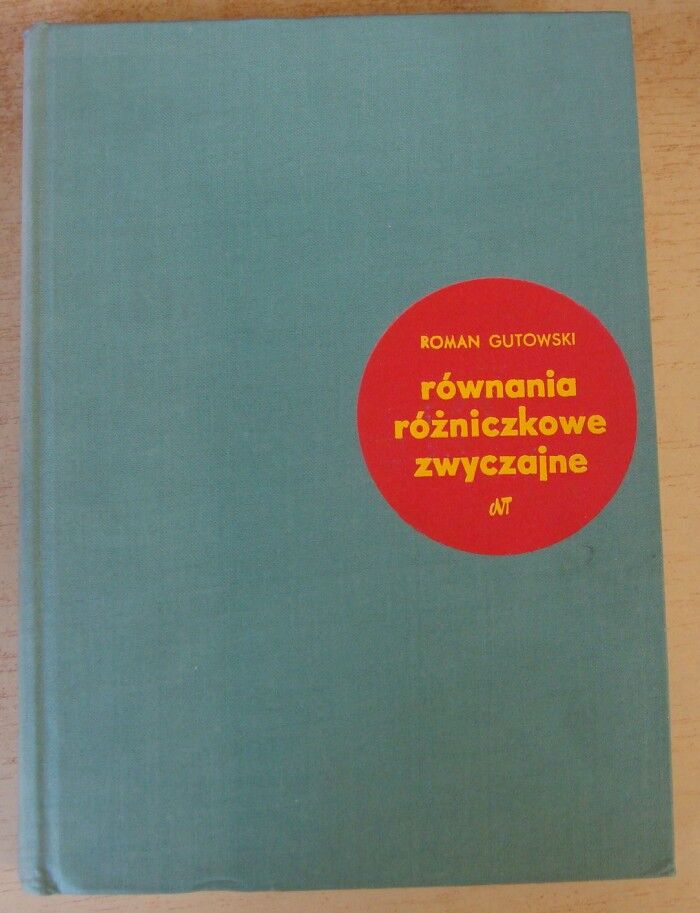 ROMAN GUTOWSKI
równania
różniczkowe
zwyczajne
WNT